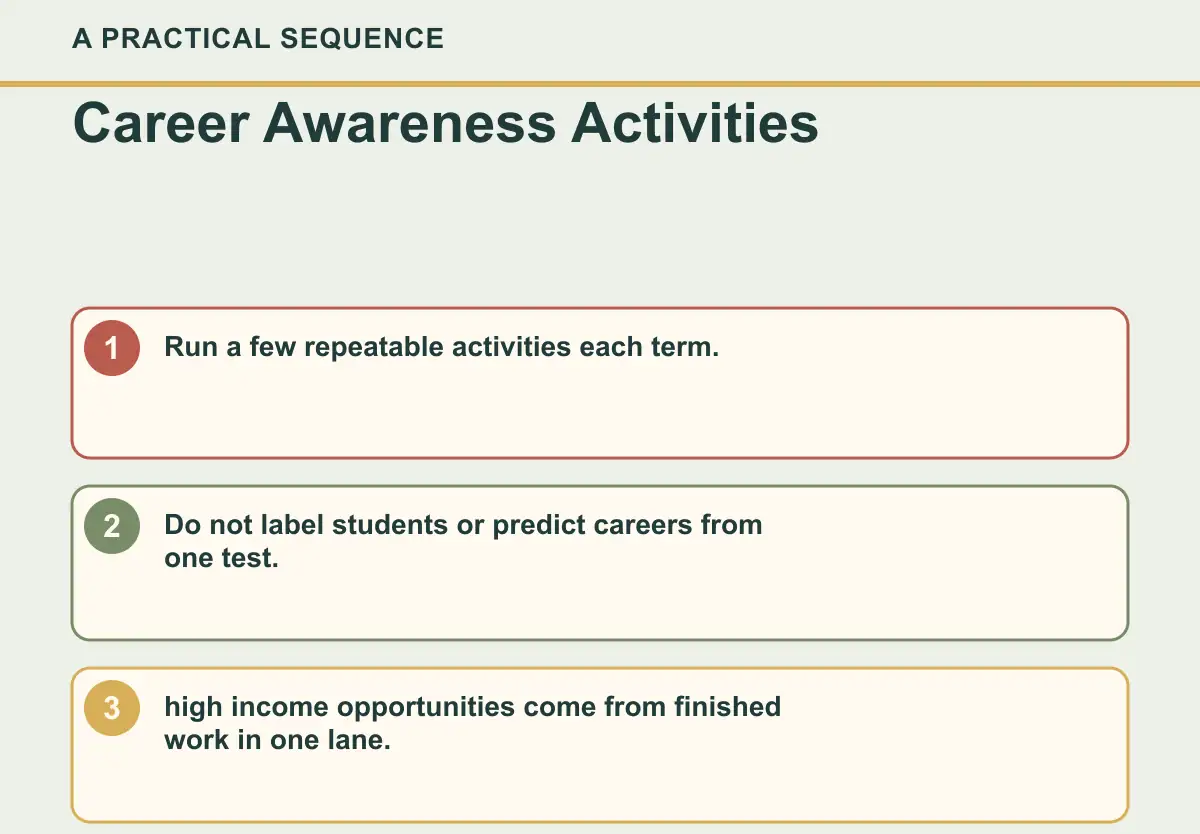 A PRACTICAL SEQUENCE
Career Awareness Activities
1
Run a few repeatable activities each term.
2
Do not label students or predict careers from
one test.
3
high income opportunities come from finished
work in one lane.